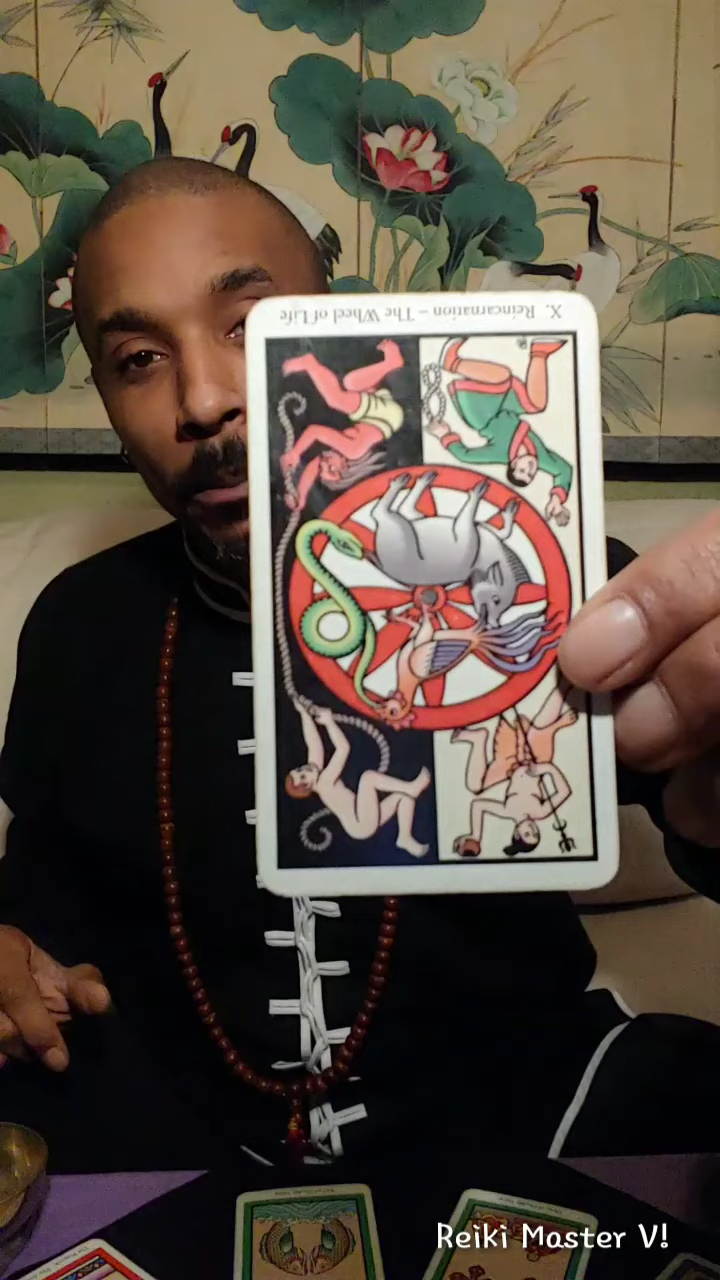 X. Reincarnation – The Wheel of Life
Reiki Master V!